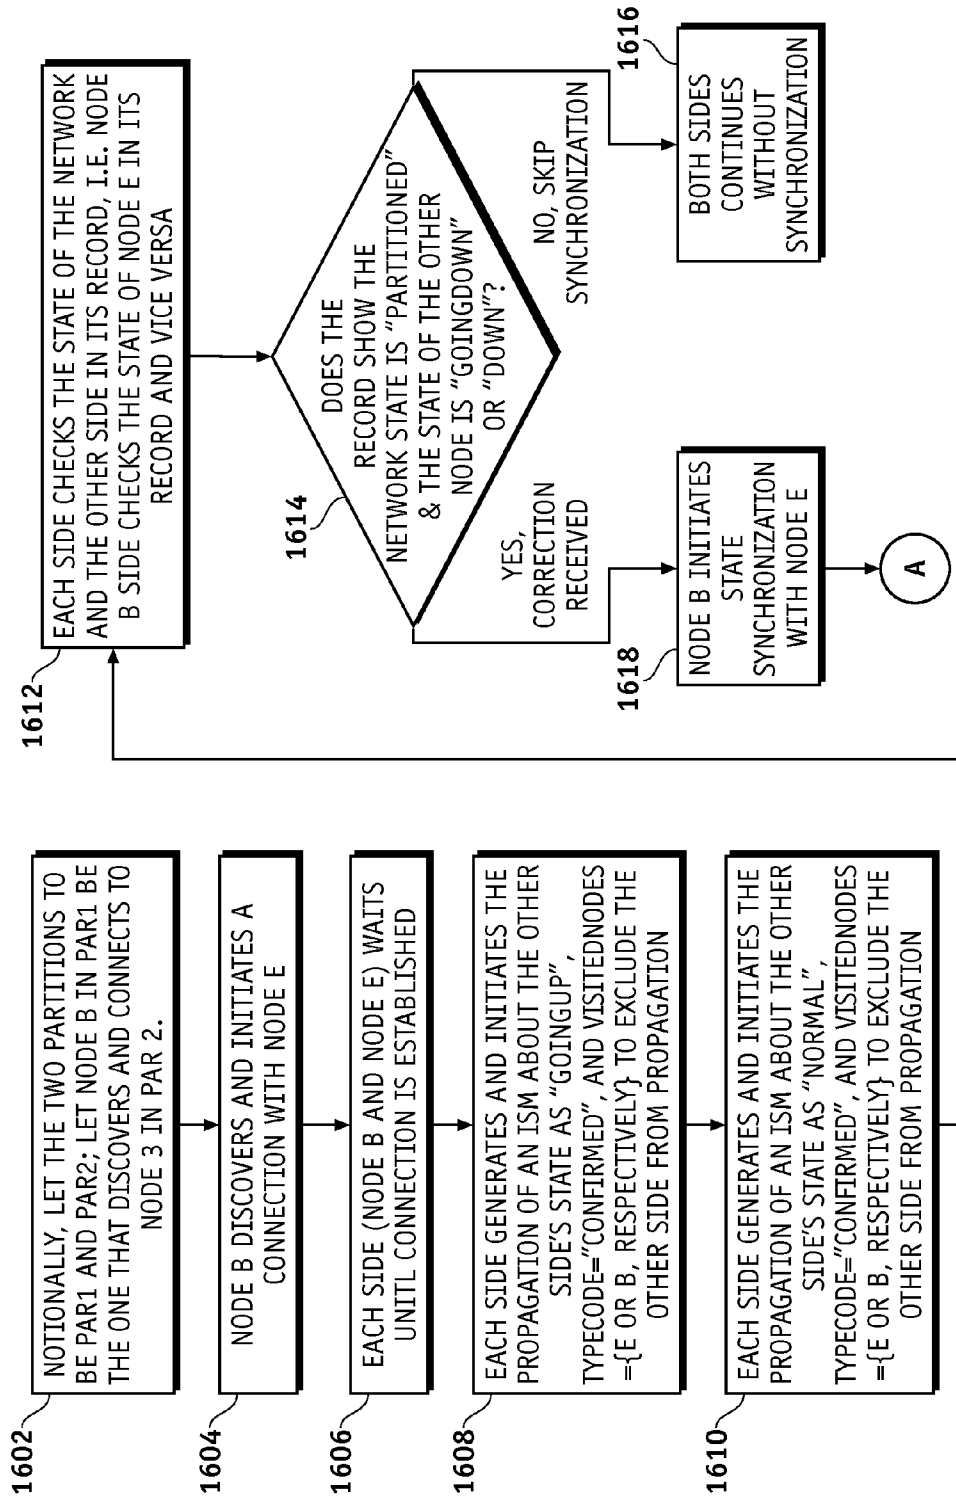 1602
NOTIONALLY, LET THE TWO PARTITIONS TO
BE PAR1 AND PAR2; LET NODE B IN PAR1 BE
THE ONE THAT DISCOVERS AND CONNECTS TO
NODE 3 IN PAR 2.
1604
NODE B DISCOVERS AND INITIATES A
CONNECTION WITH NODE E
1606
EACH SIDE (NODE B AND NODE E) WAITS
UNITL CONNECTION IS ESTABLISHED
1608
EACH SIDE GENERATES AND INITIATES THE
PROPAGATION OF AN ISM ABOUT THE OTHER
SIDE'S STATE AS "GOINGUP",
TYPECODE="CONFIRMED", AND VISITEDNODES
={E OR B, RESPECTIVELY} TO EXCLUDE THE
OTHER SIDE FROM PROPAGATION
1610
EACH SIDE GENERATES AND INITIATES THE
PROPAGATION OF AN ISM ABOUT THE OTHER
SIDE'S STATE AS "NORMAL",
TYPECODE="CONFIRMED", AND VISITEDNODES
={E OR B, RESPECTIVELY} TO EXCLUDE THE
OTHER SIDE FROM PROPAGATION
1612
EACH SIDE CHECKS THE STATE OF THE NETWORK
AND THE OTHER SIDE IN ITS RECORD, I.E. NODE
B SIDE CHECKS THE STATE OF NODE E IN ITS
RECORD AND VICE VERSA
1614
DOES THE
RECORD SHOW THE
NETWORK STATE IS "PARTITIONED"
& THE STATE OF THE OTHER
NODE IS "GOINGDOWN"
OR "DOWN"?
YES,
CORRECTION
RECEIVED
NO, SKIP
SYNCHRONIZATION
1618
NODE B INITIATES
STATE
SYNCHRONIZATION
WITH NODE E
1616
BOTH SIDES
CONTINUES
WITHOUT
SYNCHRONIZATION
A